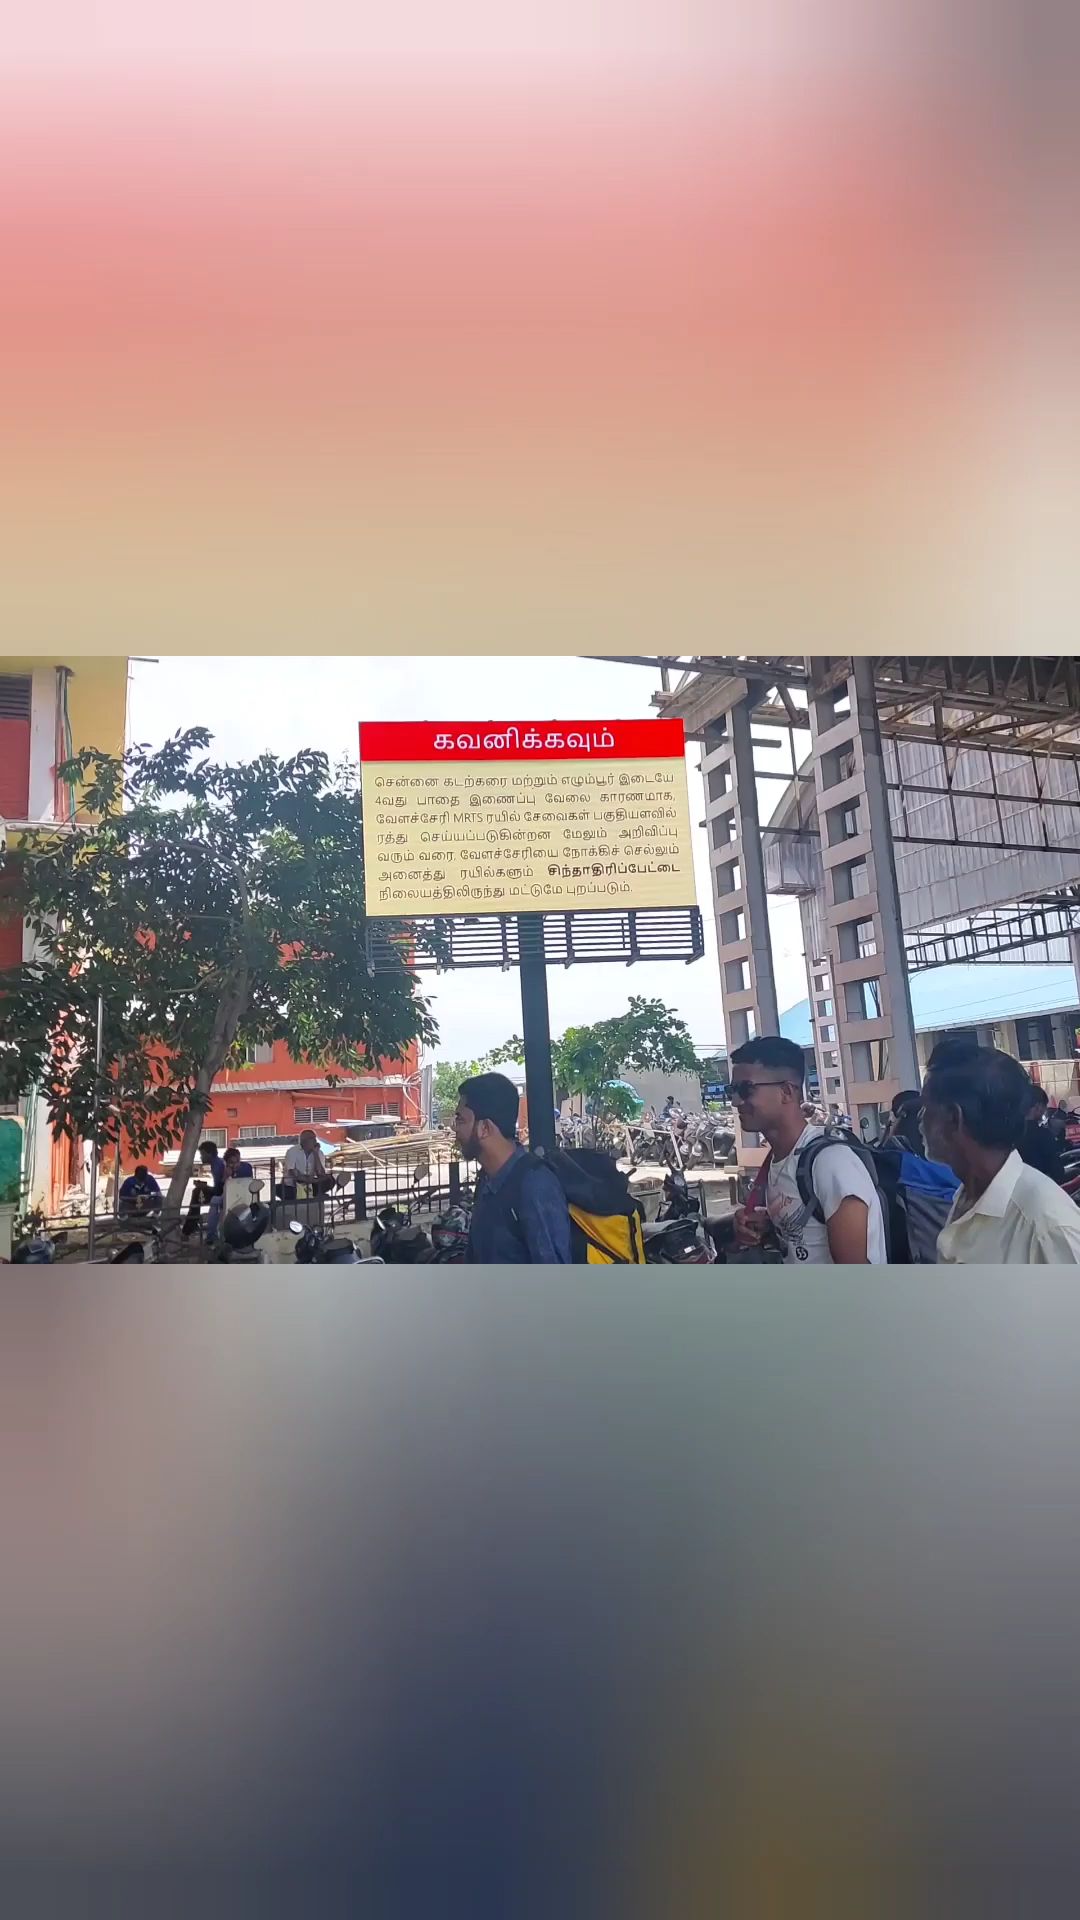 கவனிக்கவும்
சென்னை கடற்கரை மற்றும் எழும்பூர் இடையே
4வது பாதை இணைப்பு வேலை காரணமாக,
வேளச்சேரி MRTS ரயில் சேவைகள் பகுதியளவில்
ரத்து செய்யப்படுகின்றன மேலும் அறிவிப்பு
வரும் வரை, வேளச்சேரியை நோக்கிச் செல்லும்
அனைத்து ரயில்களும் சிந்தாதிரிப்பேட்டை
நிலையத்திலிருந்து மட்டுமே புறப்படும்.